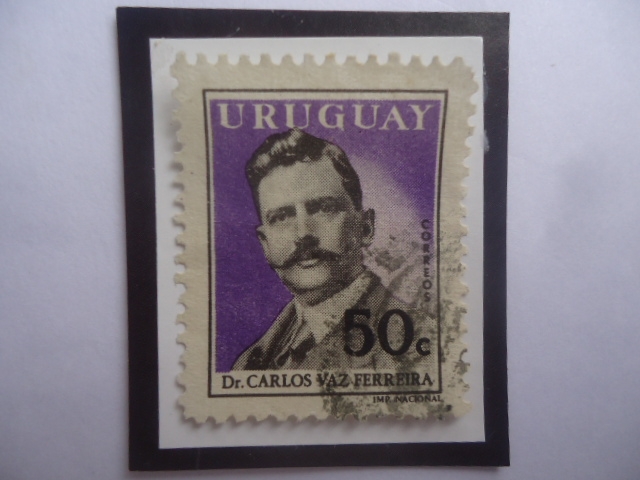 URUGUAY
CORREOS
50c
Dr. CARLOS VAZ FERREIRA
IMP. NACIONAL